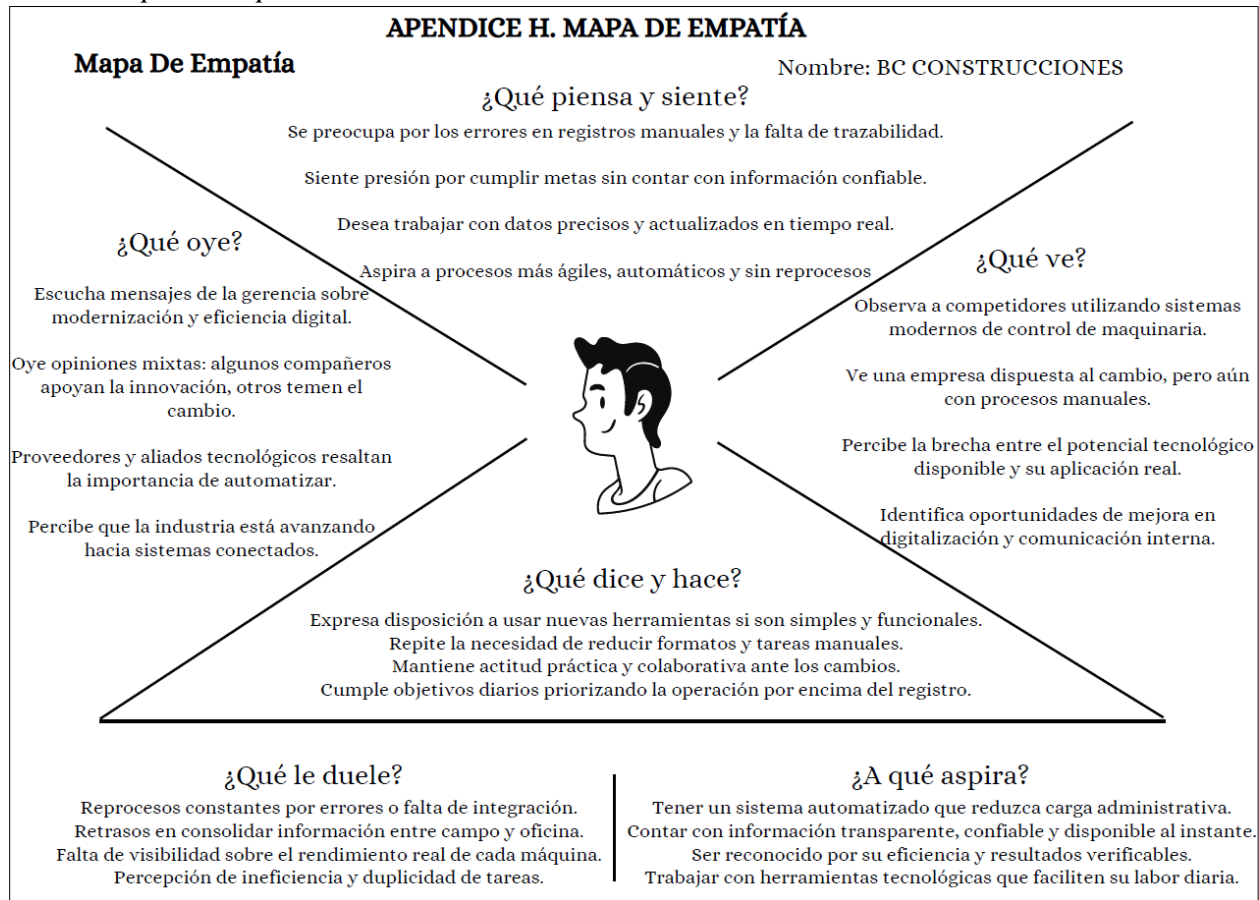 APENDICE H. MAPA DE EMPATÍA
Mapa De Empatía
Nombre: BC CONSTRUCCIONES
¿Qué piensa y siente?
Se preocupa por los errores en registros manuales y la falta de trazabilidad.
Siente presión por cumplir metas sin contar con información confiable.
Desea trabajar con datos precisos y actualizados en tiempo real.
Aspira a procesos más ágiles, automáticos y sin reprocesos
¿Qué oye?
Escucha mensajes de la gerencia sobre
modernización y eficiencia digital.
Oye opiniones mixtas: algunos compañeros
apoyan la innovación, otros temen el
cambio.
Proveedores y aliados tecnológicos resaltan
la importancia de automatizar.
Percibe que la industria está avanzando
hacia sistemas conectados.
¿Qué ve?
Observa a competidores utilizando sistemas
modernos de control de maquinaria.
Ve una empresa dispuesta al cambio, pero aún
con procesos manuales.
Percibe la brecha entre el potencial tecnológico
disponible y su aplicación real.
Identifica oportunidades de mejora en
digitalización y comunicación interna.
¿Qué dice y hace?
Expresa disposición a usar nuevas herramientas si son simples y funcionales.
Repite la necesidad de reducir formatos y tareas manuales.
Mantiene actitud práctica y colaborativa ante los cambios.
Cumple objetivos diarios priorizando la operación por encima del registro.
¿Qué le duele?
Reprocesos constantes por errores o falta de integración.
Retrasos en consolidar información entre campo y oficina.
Falta de visibilidad sobre el rendimiento real de cada máquina.
Percepción de ineficiencia y duplicidad de tareas.
¿A qué aspira?
Tener un sistema automatizado que reduzca carga administrativa.
Contar con información transparente, confiable y disponible al instante.
Ser reconocido por su eficiencia y resultados verificables.
Trabajar con herramientas tecnológicas que faciliten su labor diaria.